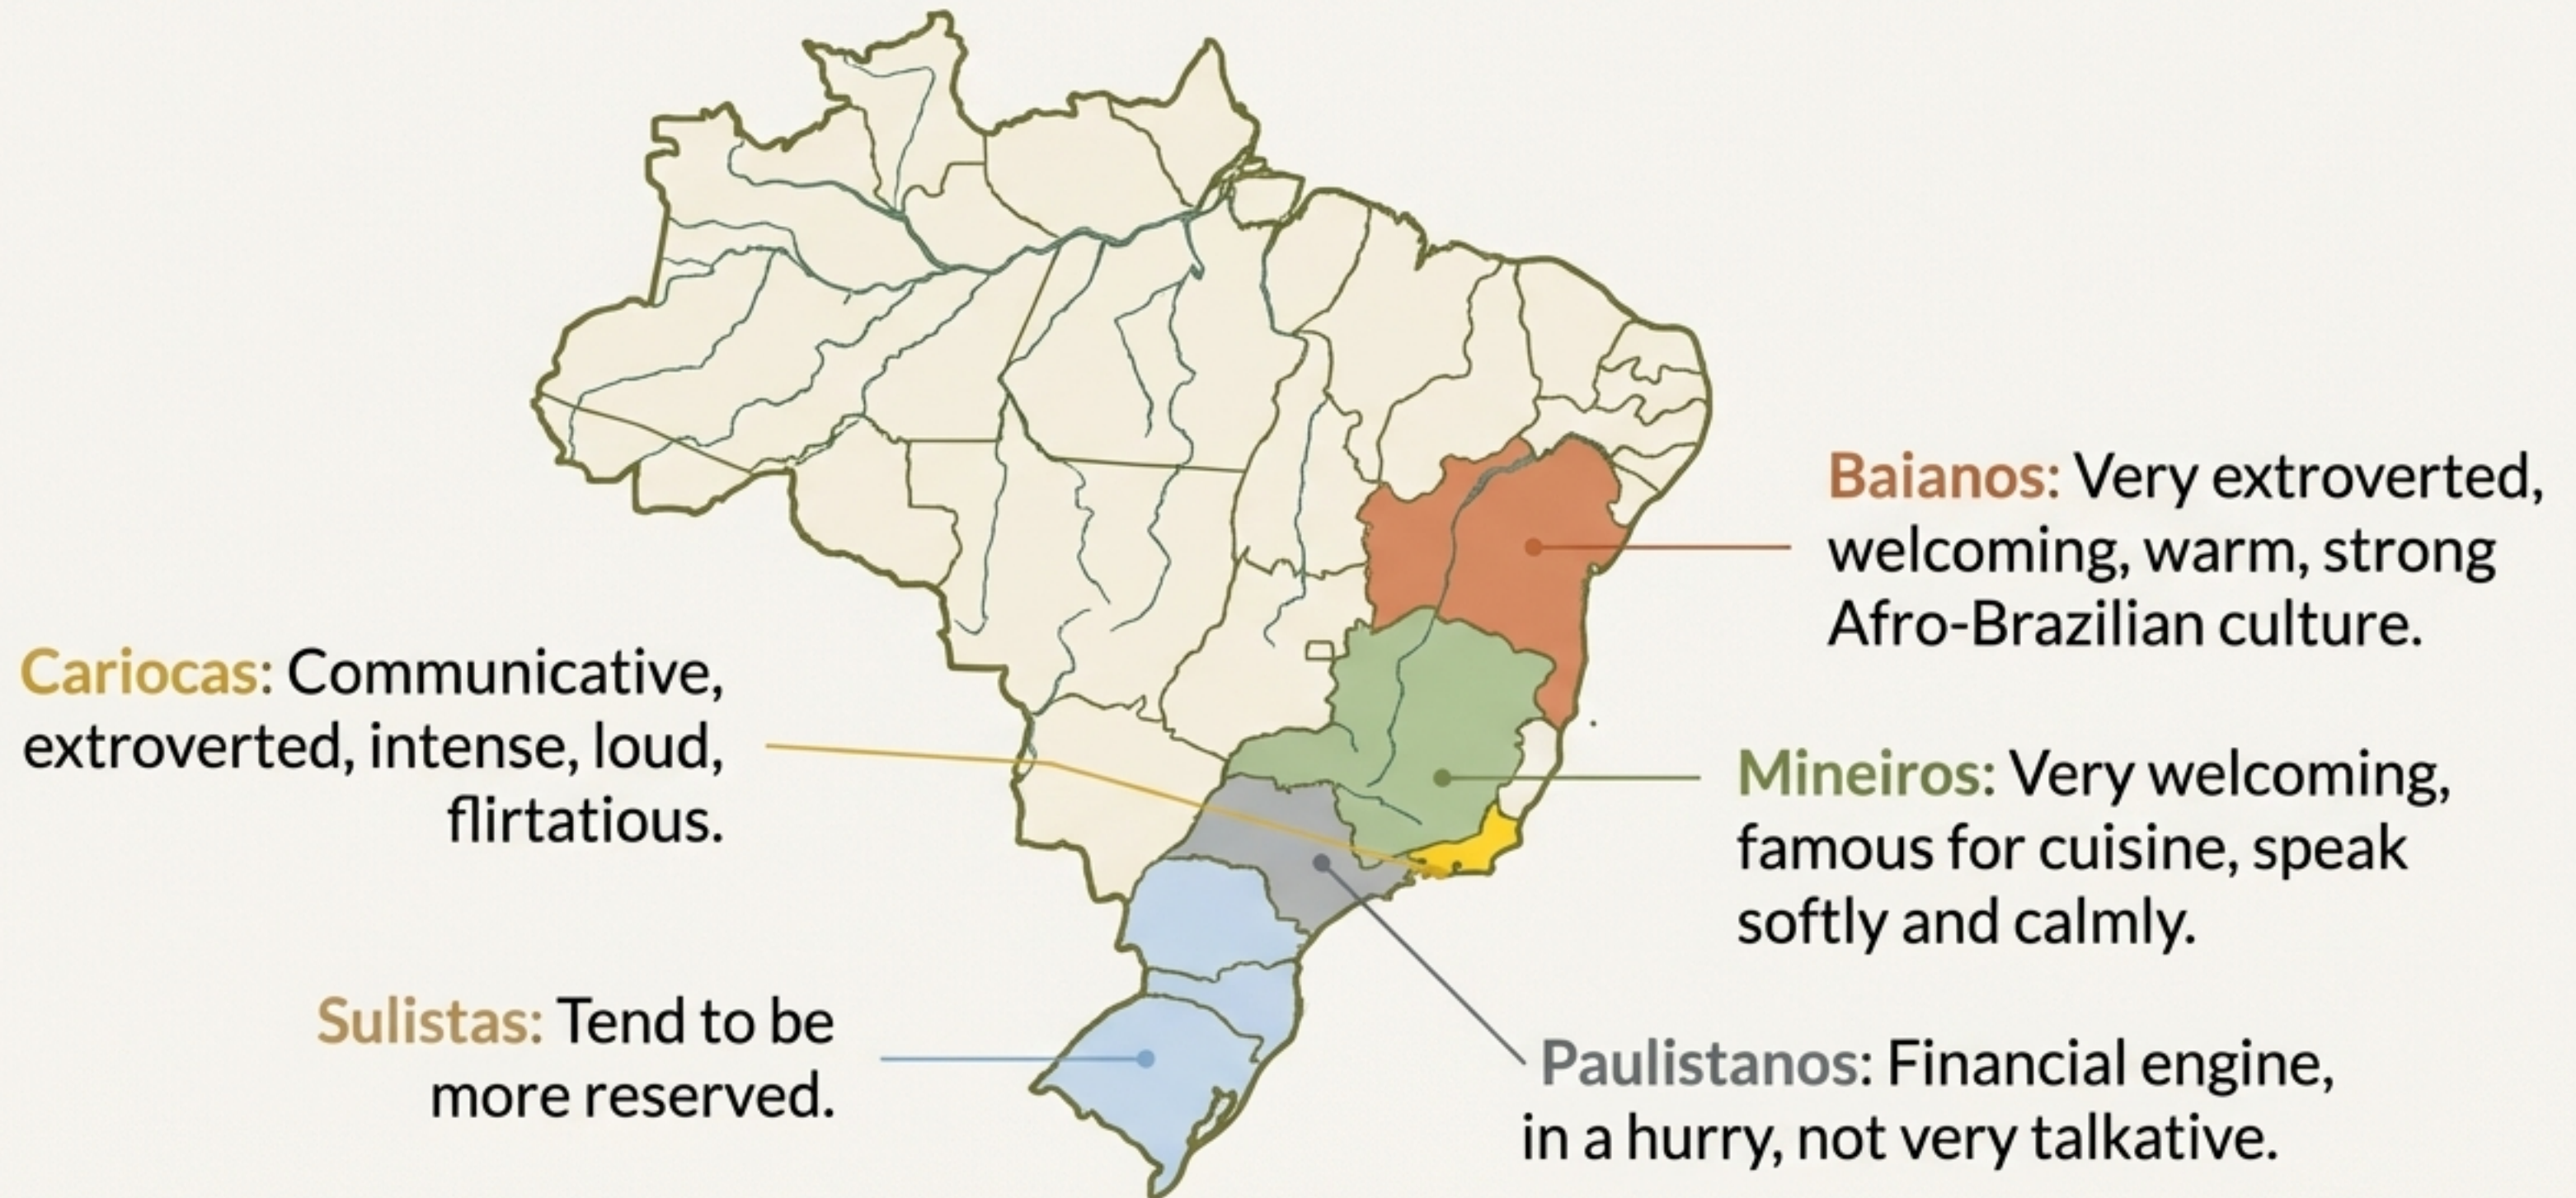 Baianos: Very extroverted,
welcoming, warm, strong
Afro-Brazilian culture.
Cariocas: Communicative,
extroverted, intense, loud,
flirtatious.
Mineiros: Very welcoming,
famous for cuisine, speak
softly and calmly.
Sulistas: Tend to be
more reserved.
Paulistanos: Financial engine,
in a hurry, not very talkative.